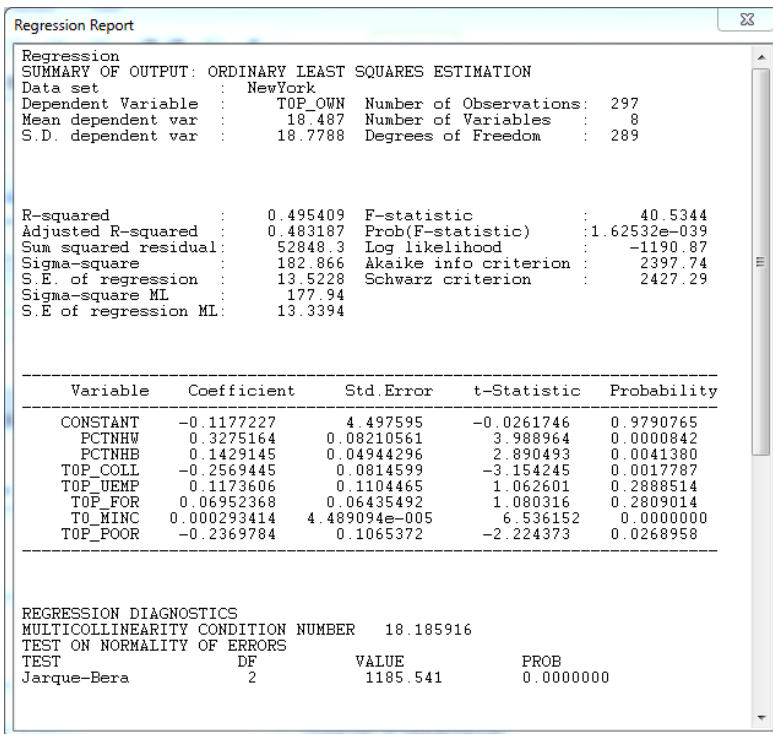 Regression Report
Regression
SUMMARY OF OUTPUT: ORDINARY LEAST SQUARES ESTIMATION
Data set : NewYork
Dependent Variable : T0P_OWN Number of Observations: 297
Mean dependent var : 18.487 Number of Variables : 8
S.D. dependent var : 18.7788 Degrees of Freedom : 289
R-squared : 0.495409 F-statistic : 40.5344
Adjusted R-squared : 0.483187 Prob(F-statistic) :1.62532e-039
Sum squared residual: 52848.3 Log likelihood : -1190.87
Sigma-square : 182.866 Akaike info criterion : 2397.74
S.E. of regression : 13.5228 Schwarz criterion : 2427.29
Sigma-square ML : 177.94
S.E of regression ML: 13.3394
Variable Coefficient Std.Error t-Statistic Probability
CONSTANT -0.1177227 4.497595 -0.0261746 0.9790765
PCTNHW 0.3275164 0.08210561 3.988964 0.0000842
PCTNHB 0.1429145 0.04944296 2.890493 0.0041380
T0P_COLL -0.2569445 0.0814599 -3.154245 0.0017787
T0P_UEMP 0.1173606 0.1104465 1.062601 0.2888514
T0P_FOR 0.06952368 0.06435492 1.080316 0.2809014
T0_MINC 0.000293414 4.489094e-005 6.536152 0.0000000
T0P_POOR -0.2369784 0.1065372 -2.224373 0.0268958
REGRESSION DIAGNOSTICS
MULTICOLLINEARITY CONDITION NUMBER 18.185916
TEST ON NORMALITY OF ERRORS
TEST DF VALUE PROB
Jarque-Bera 2 1185.541 0.0000000